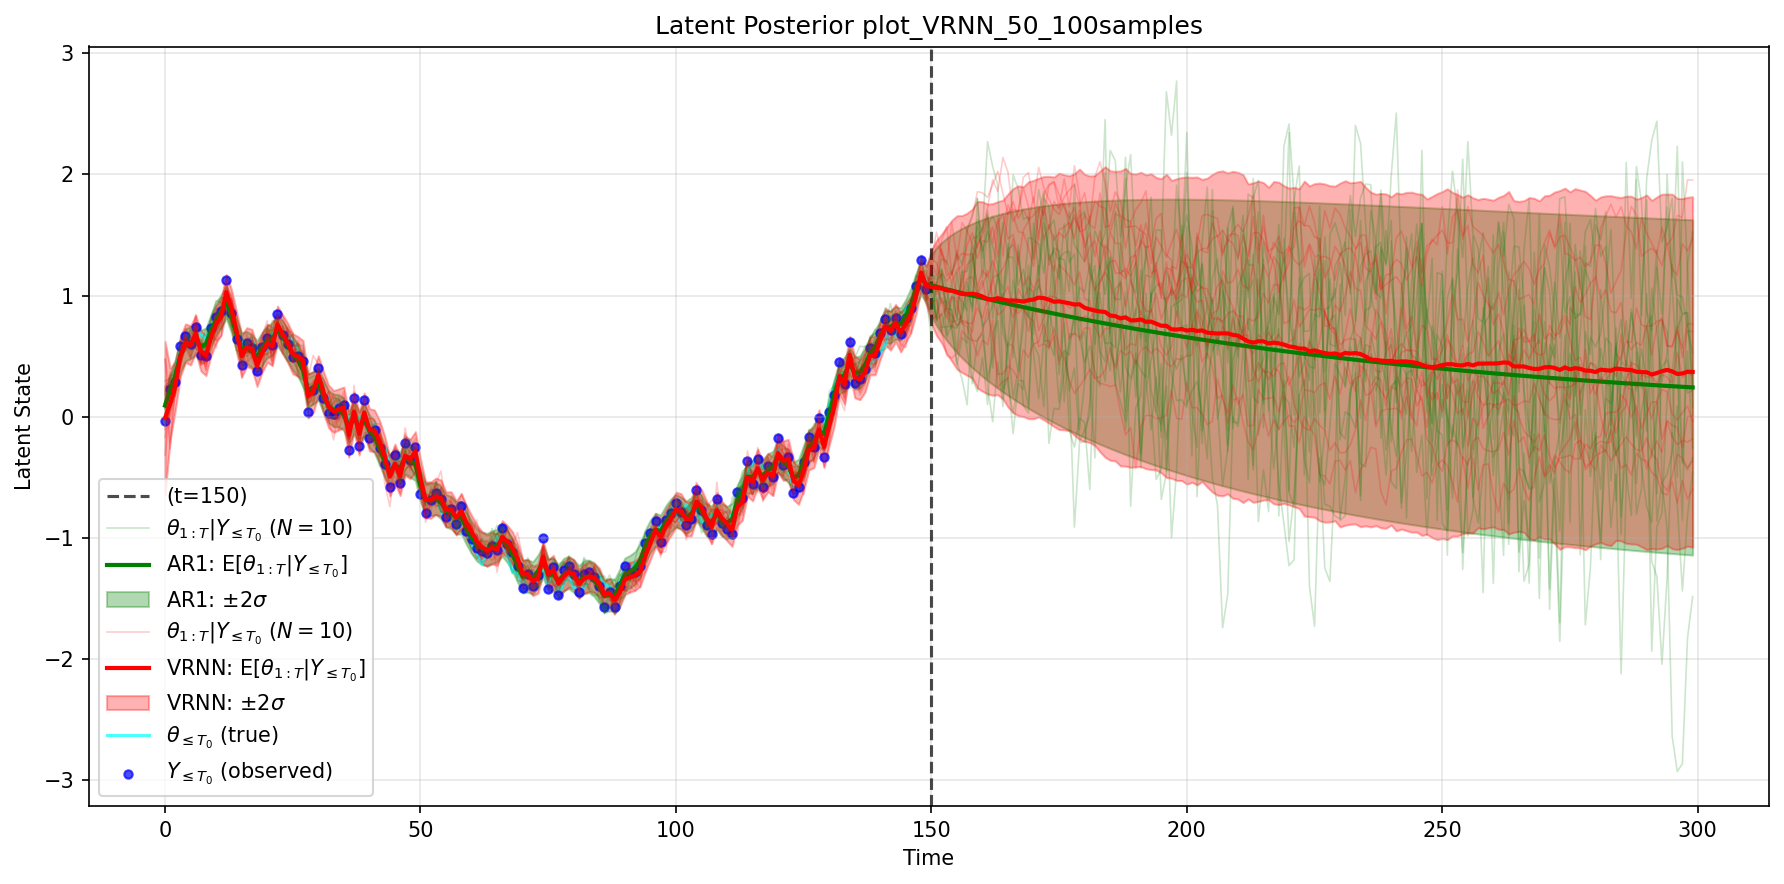 Latent Posterior plot_VRNN_50_100samples
3
2
1
0
−1
−2
−3
Latent State
(t=150)
θ₁:T|Y≤T₀ (N = 10)
AR1: E[θ₁:T|Y≤T₀]
AR1: ±2σ
θ₁:T|Y≤T₀ (N = 10)
VRNN: E[θ₁:T|Y≤T₀]
VRNN: ±2σ
θ≤T₀ (true)
Y≤T₀ (observed)
0 50 100 150 200 250 300
Time